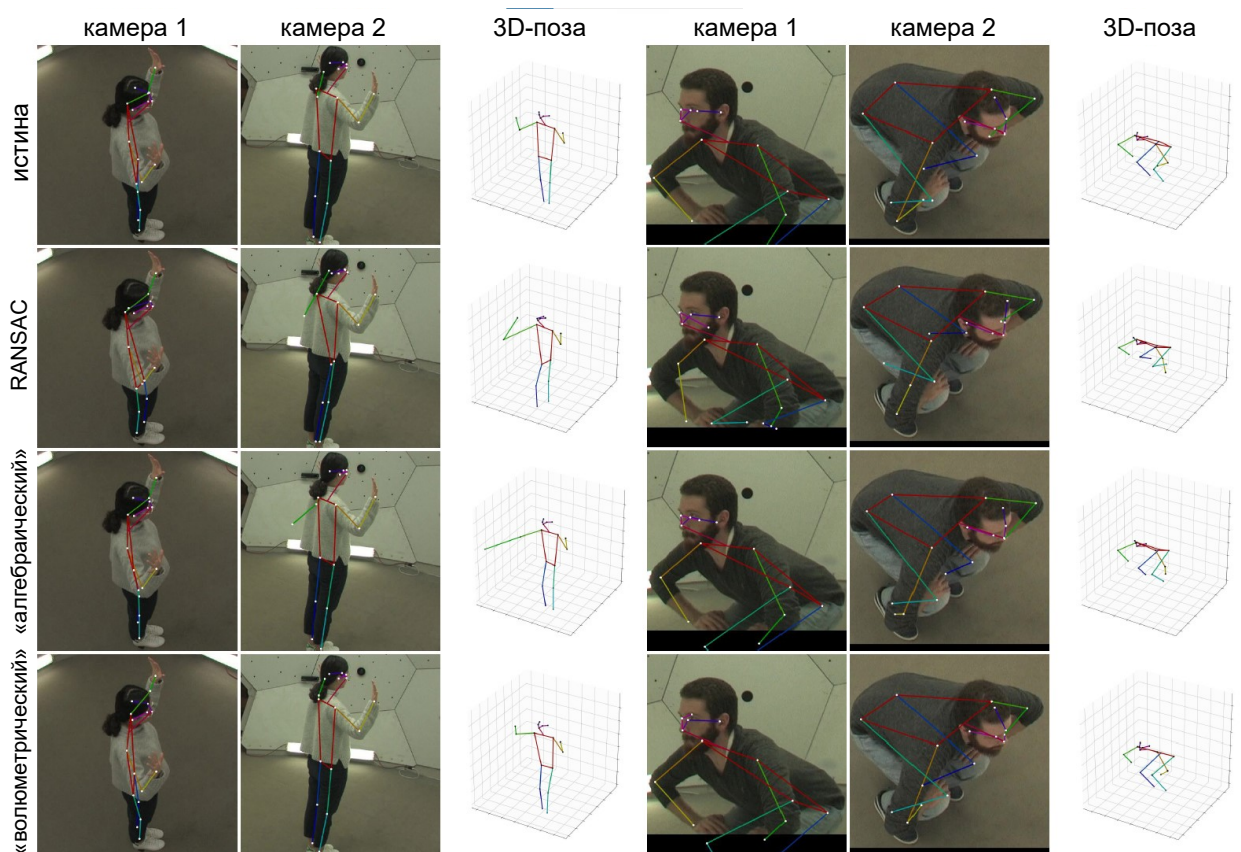 камера 1 камера 2 3D-поза камера 1 камера 2 3D-поза
истина
RANSAC
«алгебраический»
«волюметрический»